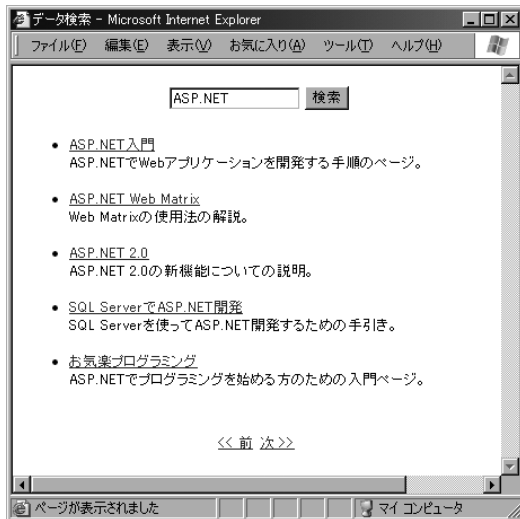 データ検索 - Microsoft Internet Explorer
ファイル(F) 編集(E) 表示(V) お気に入り(A) ツール(T) ヘルプ(H)
ASP.NET 検索
• ASP.NET入門
ASP.NETでWebアプリケーションを開発する手順のページ。
• ASP.NET Web Matrix
Web Matrixの使用法の解説。
• ASP.NET 2.0
ASP.NET 2.0の新機能についての説明。
• SQL ServerでASP.NET開発
SQL Serverを使ってASP.NET開発するための手引き。
• お気楽プログラミング
ASP.NETでプログラミングを始める方のための入門ページ。
<< 前 次>>
ページが表示されました マイ コンピュータ